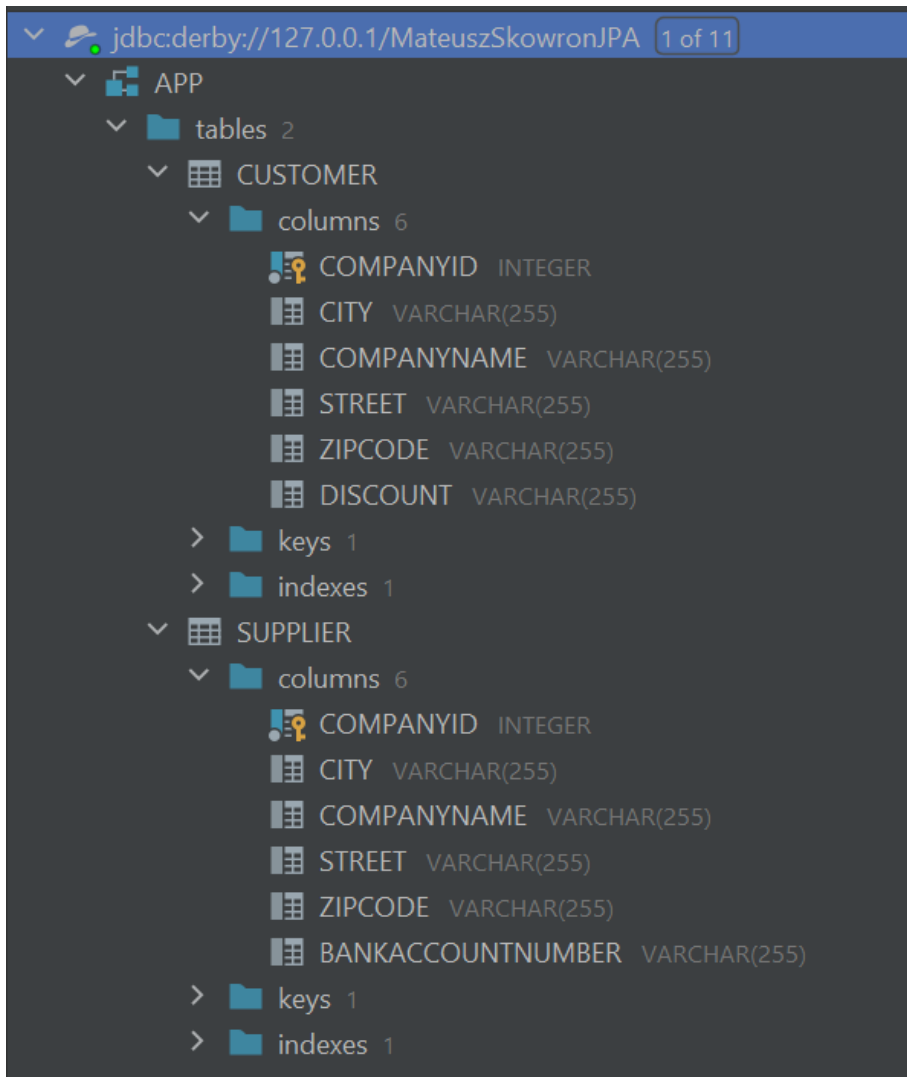 jdbc:derby://127.0.0.1/MateuszSkowronJPA 1 of 11
APP
tables 2
CUSTOMER
columns 6
COMPANYID INTEGER
CITY VARCHAR(255)
COMPANYNAME VARCHAR(255)
STREET VARCHAR(255)
ZIPCODE VARCHAR(255)
DISCOUNT VARCHAR(255)
keys 1
indexes 1
SUPPLIER
columns 6
COMPANYID INTEGER
CITY VARCHAR(255)
COMPANYNAME VARCHAR(255)
STREET VARCHAR(255)
ZIPCODE VARCHAR(255)
BANKACCOUNTNUMBER VARCHAR(255)
keys 1
indexes 1